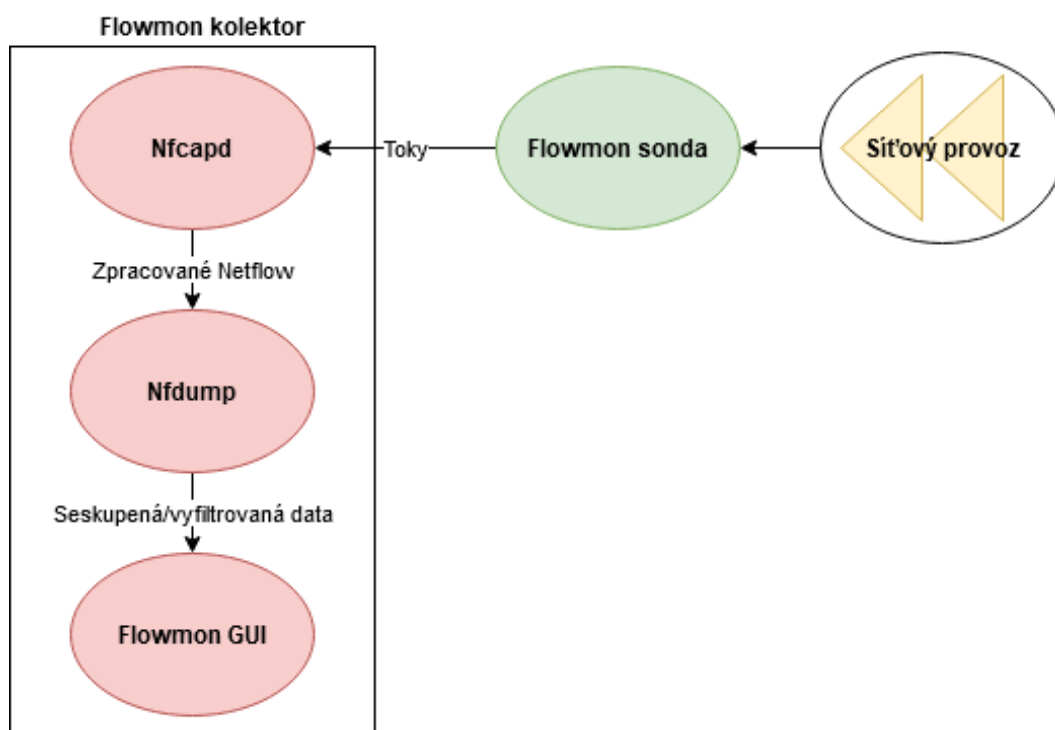 Flowmon kolektor
Nfcapd
Toky
Flowmon sonda
Síťový provoz
Zpracované Netflow
Nfdump
Seskupená/vyfiltrovaná data
Flowmon GUI